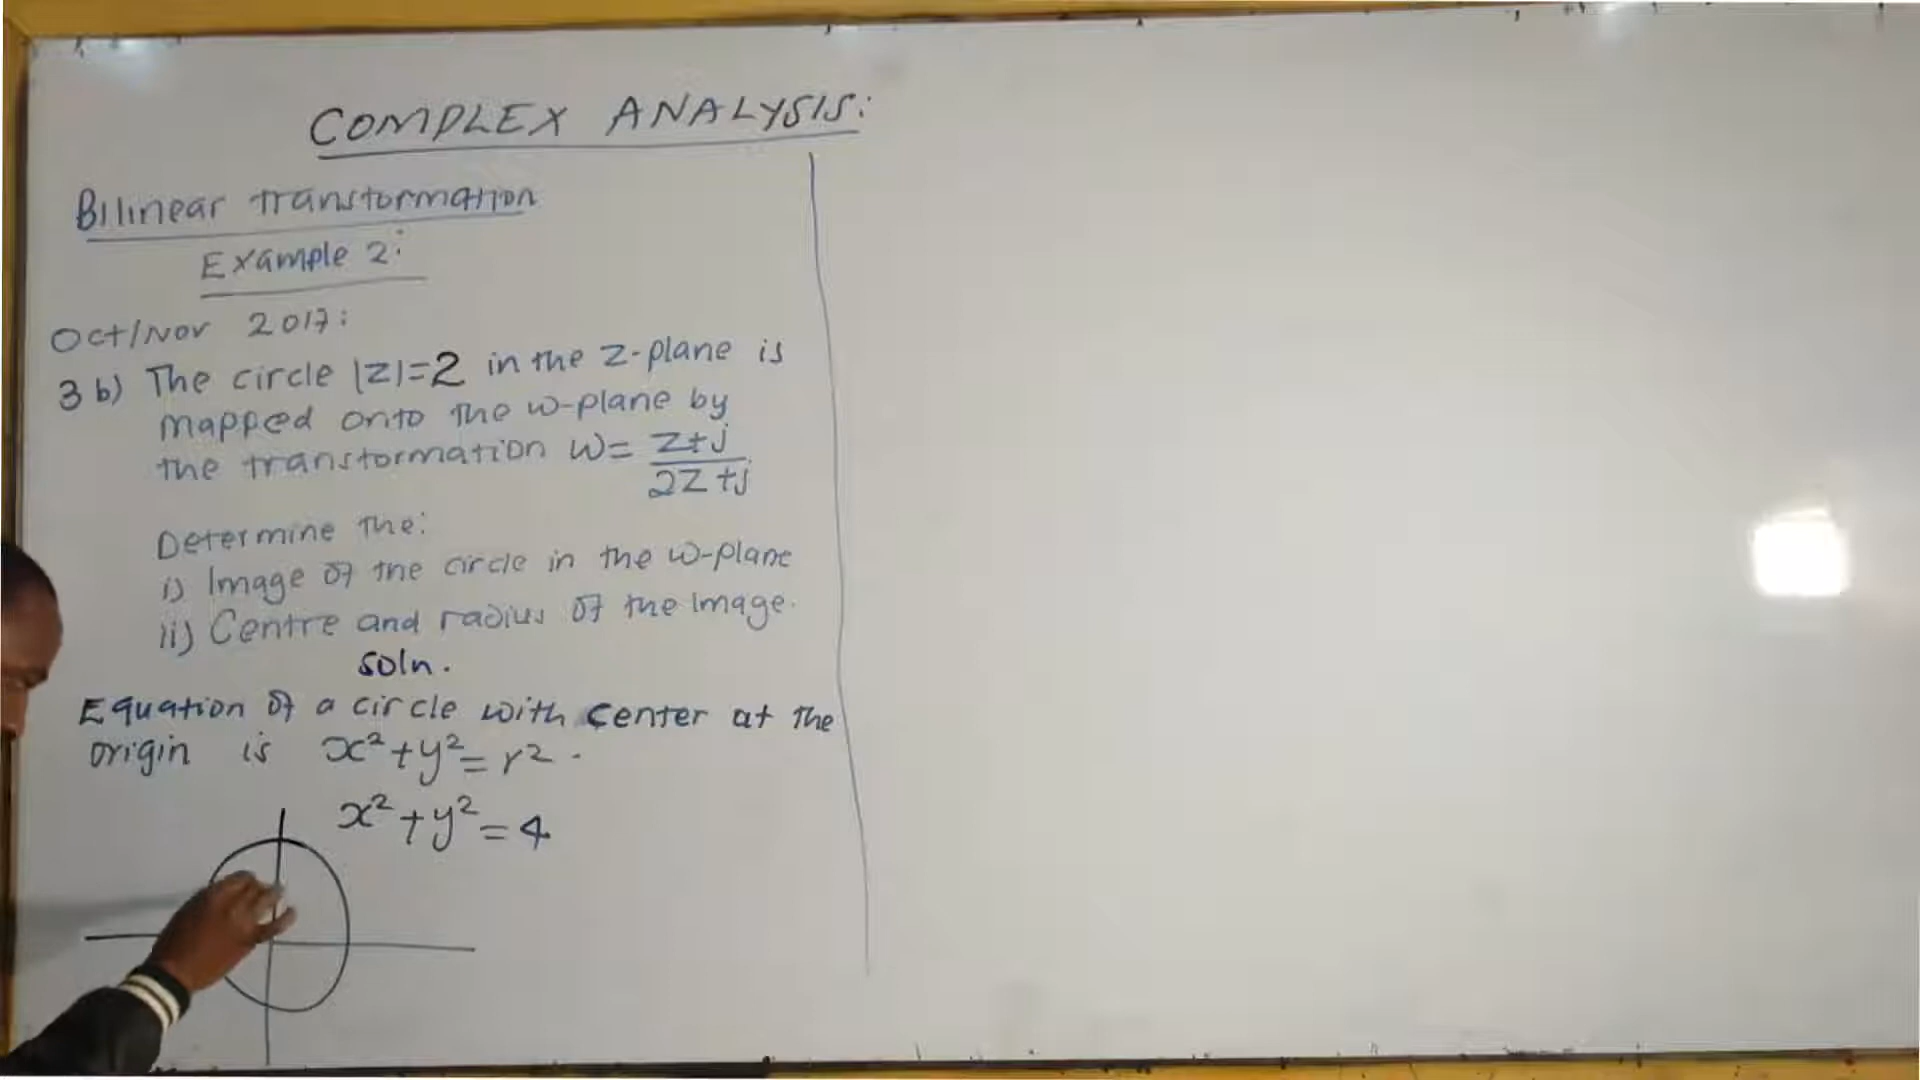 COMPLEX ANALYSIS:
Bilinear transformation
Example 2:
Oct/Nov 2017:
3 b) The circle |z|=2 in the z-plane is
mapped onto the w-plane by
the transformation w= z+j
2z+j
Determine the:
i) Image of the circle in the w-plane
ii) Centre and radius of the image.
soln.
Equation of a circle with center at the
origin is x²+y²=r².
x²+y²=4